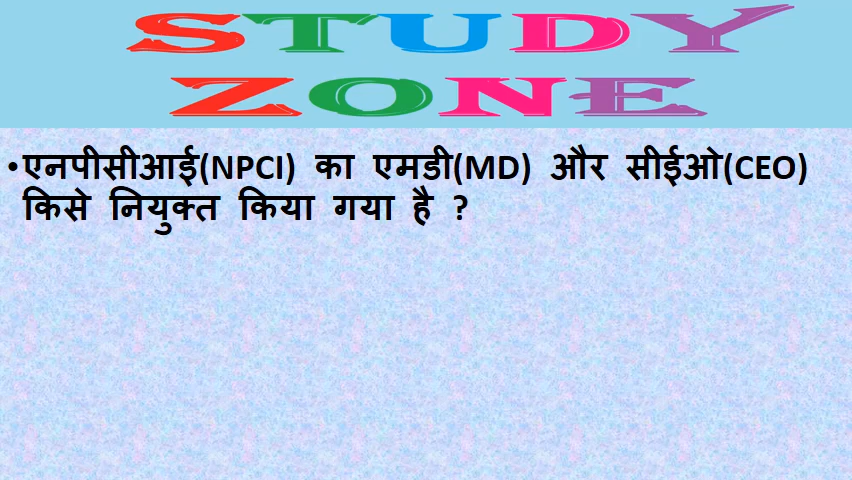 STUDY
ZONE
•एनपीसीआई(NPCI) का एमडी(MD) और सीईओ(CEO)
किसे नियुक्त किया गया है ?